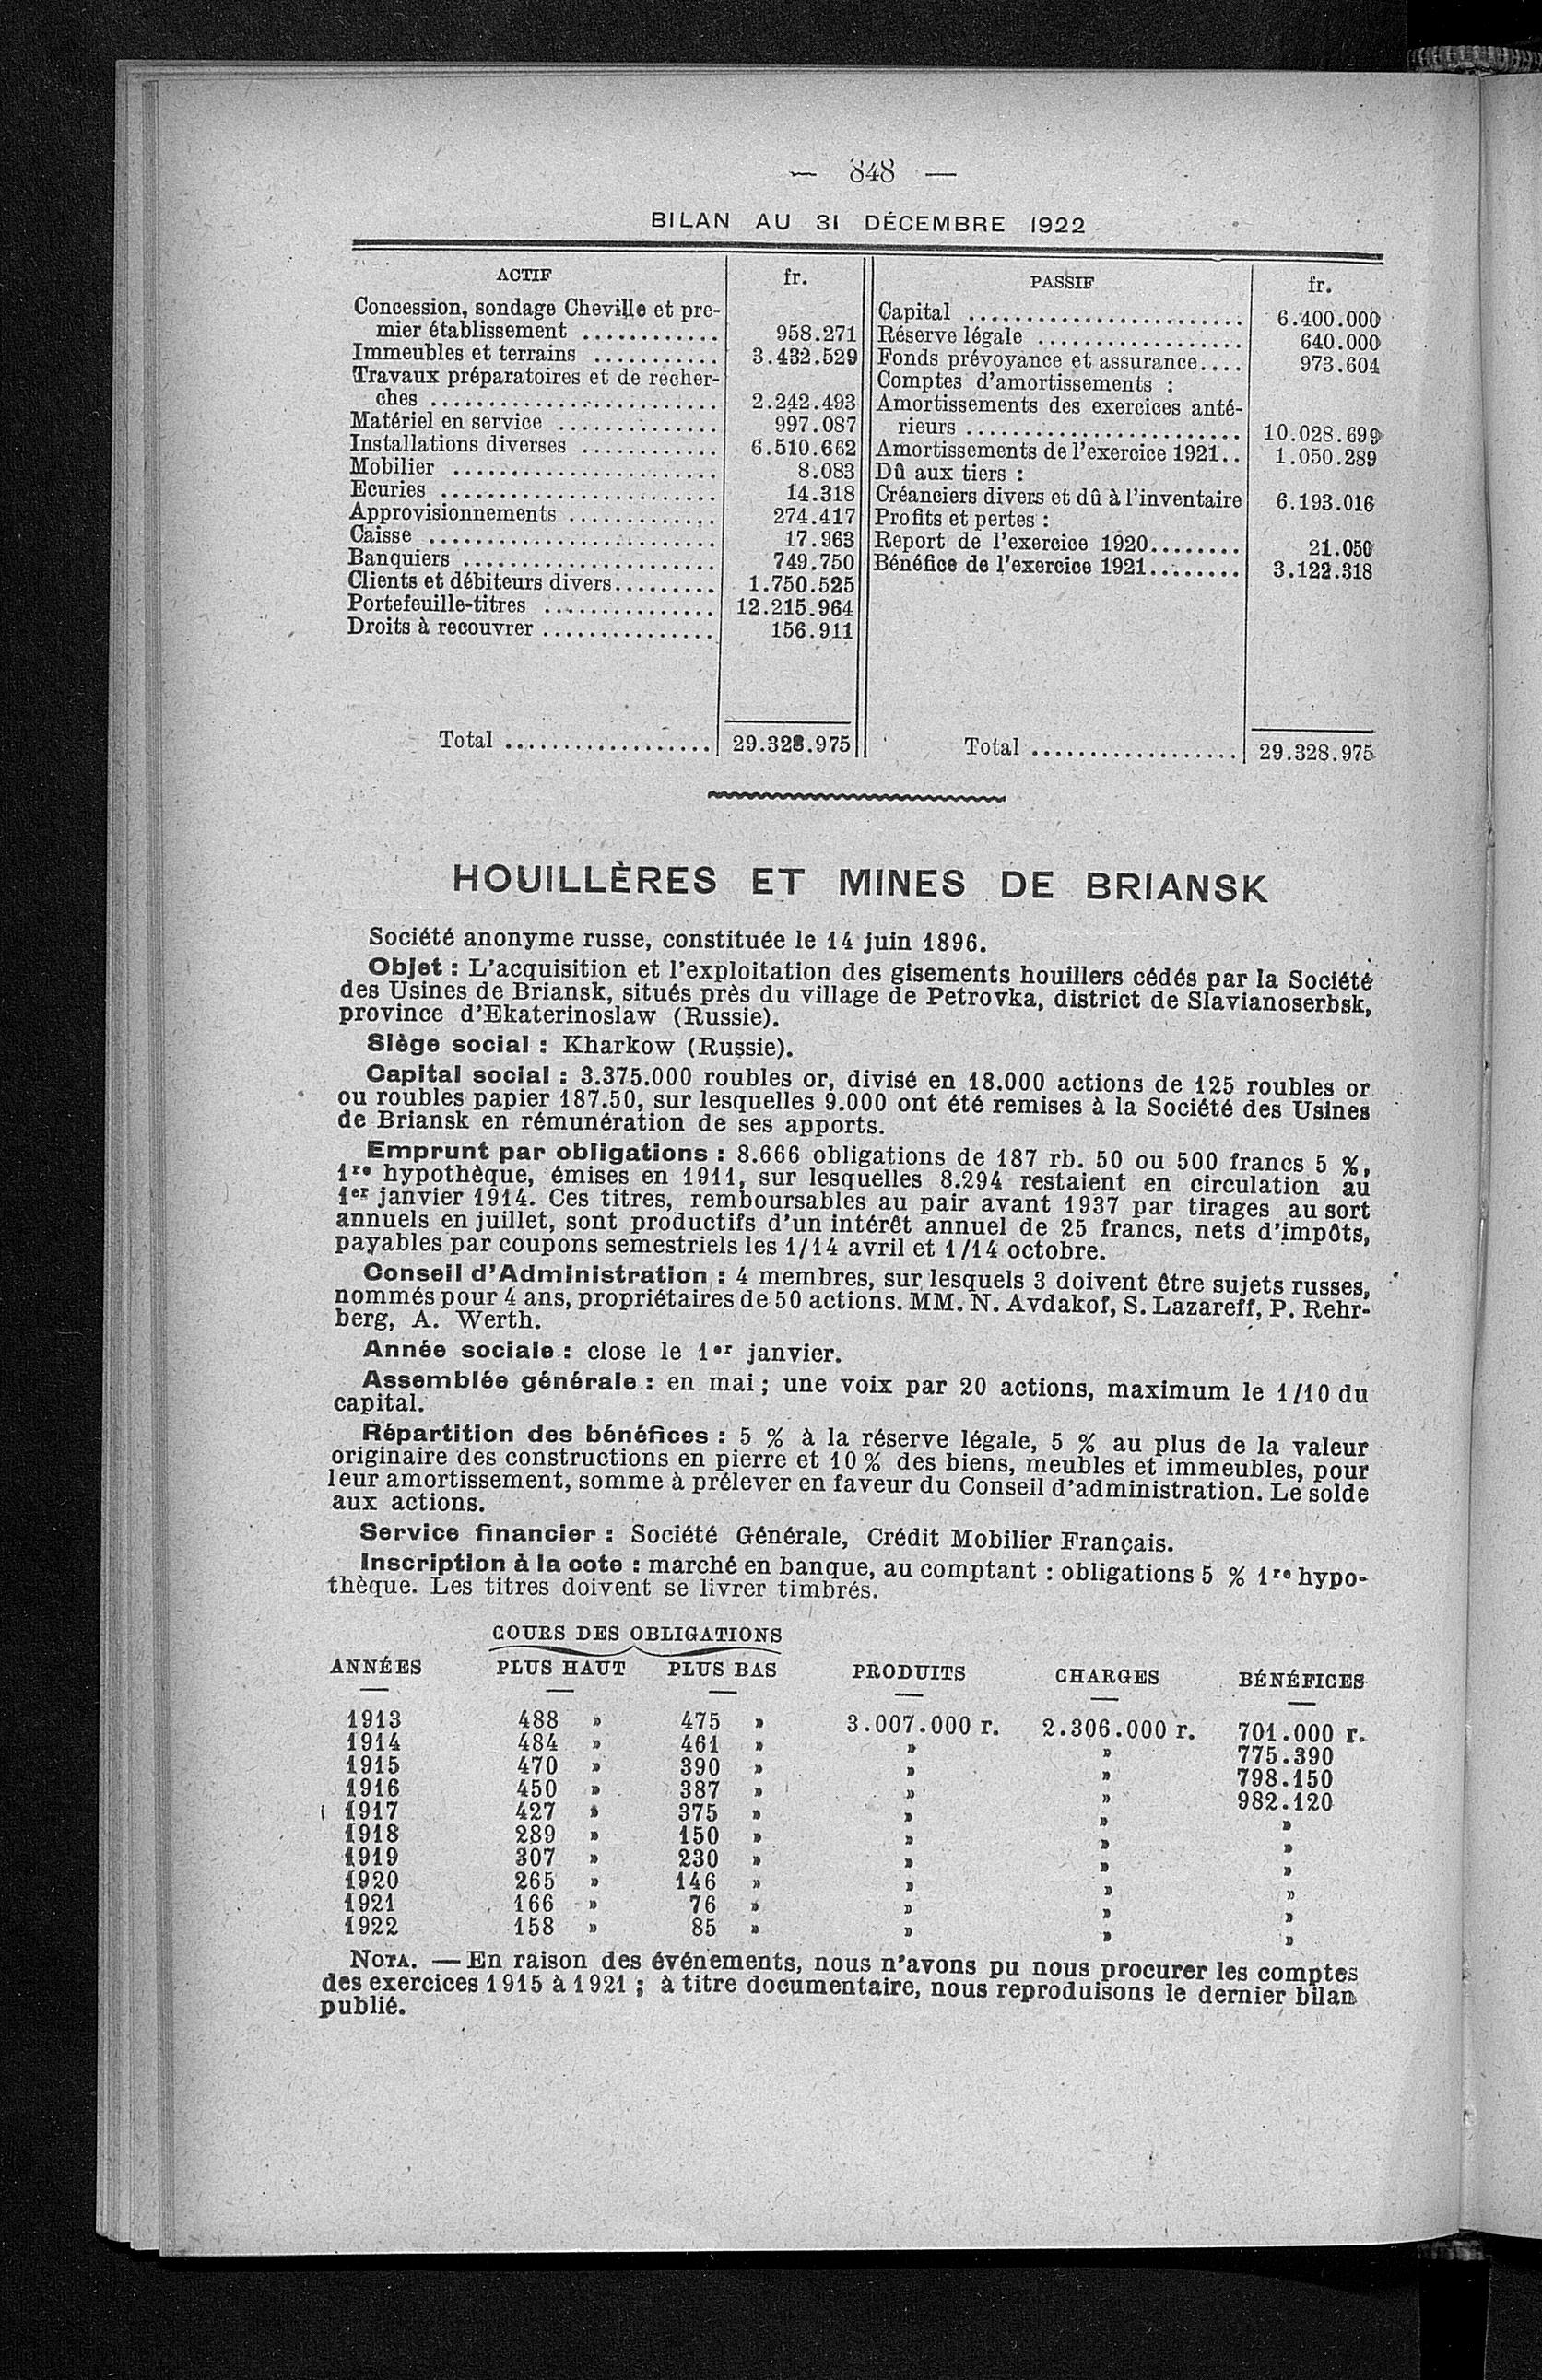 — 848 —
BILAN AU 31 DÉCEMBRE 1922
ACTIF fr.
Concession, sondage Cheville et pre-
mier établissement ............ 958.271
Immeubles et terrains ........... 3.432.529
Travaux préparatoires et de recher-
ches ......................... 2.242.493
Matériel en service .............. 997.087
Installations diverses ............ 6.510.662
Mobilier ....................... 8.083
Ecuries ........................ 14.318
Approvisionnements ............. 274.417
Caisse ......................... 17.963
Banquiers ...................... 749.750
Clients et débiteurs divers......... 1.750.525
Portefeuille-titres ............... 12.215.964
Droits à recouvrer ............... 156.911
Total .................. 29.328.975
PASSIF fr.
Capital ........................ 6.400.000
Réserve légale .................. 640.000
Fonds prévoyance et assurance.... 973.604
Comptes d'amortissements :
Amortissements des exercices anté-
rieurs ........................ 10.028.699
Amortissements de l'exercice 1921.. 1.050.289
Dû aux tiers :
Créanciers divers et dû à l'inventaire 6.193.016
Profits et pertes :
Report de l'exercice 1920........ 21.050
Bénéfice de l'exercice 1921........ 3.122.318
Total .................. 29.328.975
HOUILLÈRES ET MINES DE BRIANSK
Société anonyme russe, constituée le 14 juin 1896.
Objet : L'acquisition et l'exploitation des gisements houillers cédés par la Société
des Usines de Briansk, situés près du village de Petrovka, district de Slavianoserbsk,
province d'Ekaterinoslaw (Russie).
Siège social : Kharkow (Russie).
Capital social : 3.375.000 roubles or, divisé en 18.000 actions de 125 roubles or
ou roubles papier 187.50, sur lesquelles 9.000 ont été remises à la Société des Usines
de Briansk en rémunération de ses apports.
Emprunt par obligations : 8.666 obligations de 187 rb. 50 ou 500 francs 5 %,
1re hypothèque, émises en 1911, sur lesquelles 8.294 restaient en circulation au
1er janvier 1914. Ces titres, remboursables au pair avant 1937 par tirages au sort
annuels en juillet, sont productifs d'un intérêt annuel de 25 francs, nets d'impôts,
payables par coupons semestriels les 1/14 avril et 1/14 octobre.
Conseil d'Administration : 4 membres, sur lesquels 3 doivent être sujets russes,
nommés pour 4 ans, propriétaires de 50 actions. MM. N. Avdakof, S. Lazareff, P. Rehr-
berg, A. Werth.
Année sociale : close le 1er janvier.
Assemblée générale : en mai ; une voix par 20 actions, maximum le 1/10 du
capital.
Répartition des bénéfices : 5 % à la réserve légale, 5 % au plus de la valeur
originaire des constructions en pierre et 10 % des biens, meubles et immeubles, pour
leur amortissement, somme à prélever en faveur du Conseil d'administration. Le solde
aux actions.
Service financier : Société Générale, Crédit Mobilier Français.
Inscription à la cote : marché en banque, au comptant : obligations 5 % 1re hypo-
thèque. Les titres doivent se livrer timbrés.
COURS DES OBLIGATIONS
ANNÉES PLUS HAUT PLUS BAS PRODUITS CHARGES BÉNÉFICES
1913 488 » 475 » 3.007.000 r. 2.306.000 r. 701.000 r.
1914 484 » 461 » » » 775.390
1915 470 » 390 » » » 798.150
1916 450 » 387 » » » 982.120
1917 427 » 375 » » » »
1918 289 » 150 » » » »
1919 307 » 230 » » » »
1920 265 » 146 » » » »
1921 166 » 76 » » » »
1922 158 » 85 » » » »
NOTA. — En raison des événements, nous n'avons pu nous procurer les comptes
des exercices 1915 à 1921 ; à titre documentaire, nous reproduisons le dernier bilan
publié.